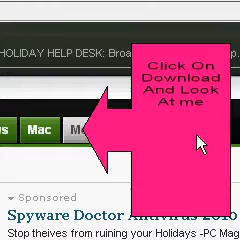 HOLIDAY HELP DESK: Broa
Click On
Download
And Look
At me
Mac
Sponsored
Spyware Doctor Antivirus 2010
Stop theives from ruining your Holidays -PC Mag